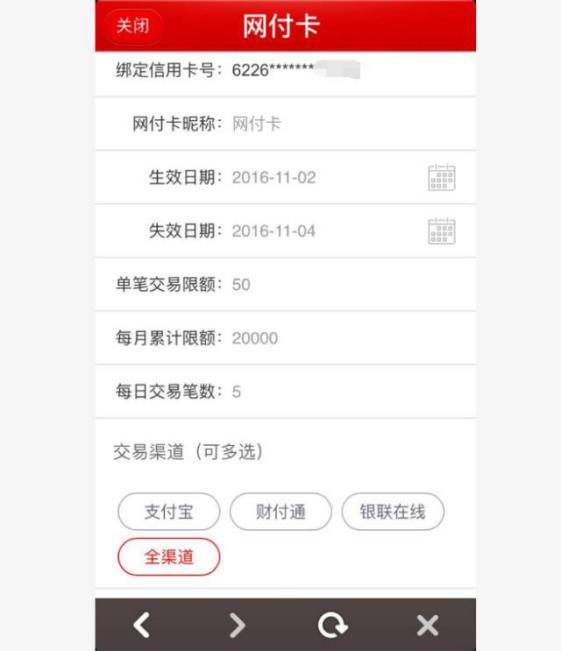 关闭
网付卡
绑定信用卡号：6226*******
网付卡昵称：网付卡
生效日期：2016-11-02
失效日期：2016-11-04
单笔交易限额：50
每月累计限额：20000
每日交易笔数：5
交易渠道（可多选）
支付宝 财付通 银联在线
全渠道